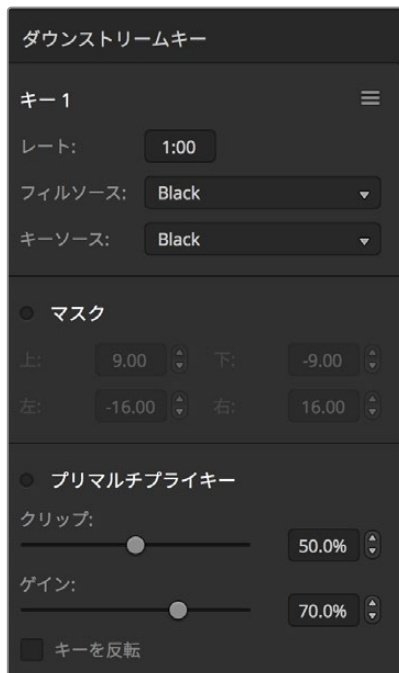 ダウンストリームキー
キー 1
レート: 1:00
フィルソース: Black
キーソース: Black
マスク
上: 9.00 下: -9.00
左: -16.00 右: 16.00
プリマルチプライキー
クリップ:
50.0%
ゲイン:
70.0%
キーを反転